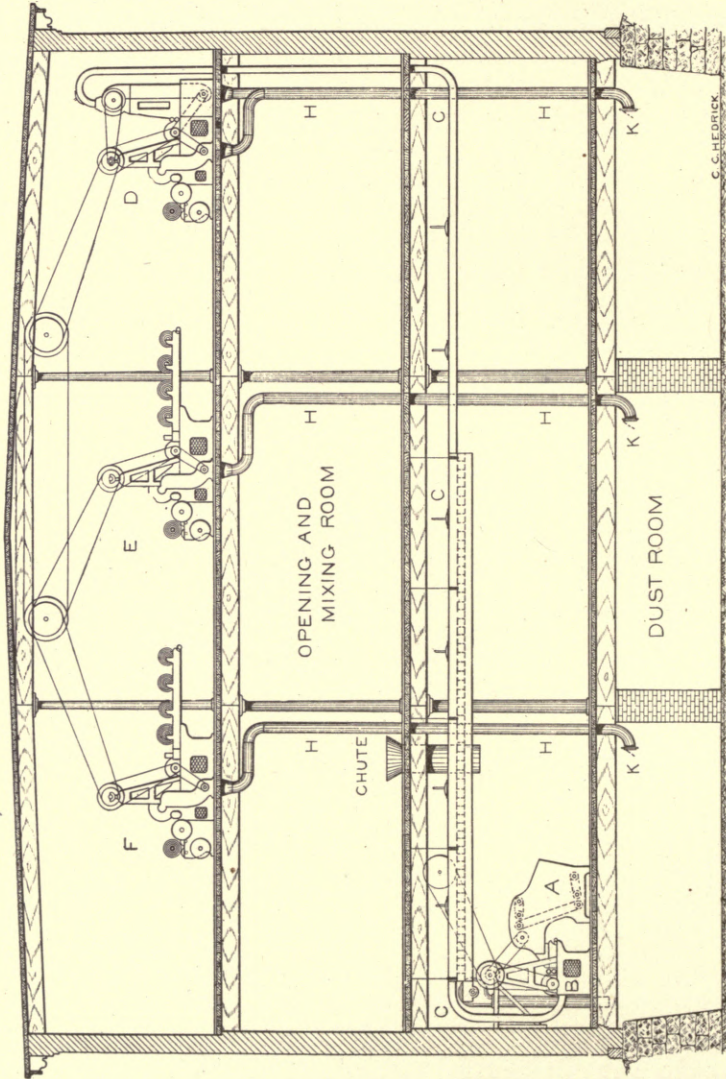 F
E
D
H
OPENING AND
MIXING ROOM
H
H
CHUTE
C
C
C
A
B
H
H
H
K
K
K
DUST ROOM
C.C.HEDRICK